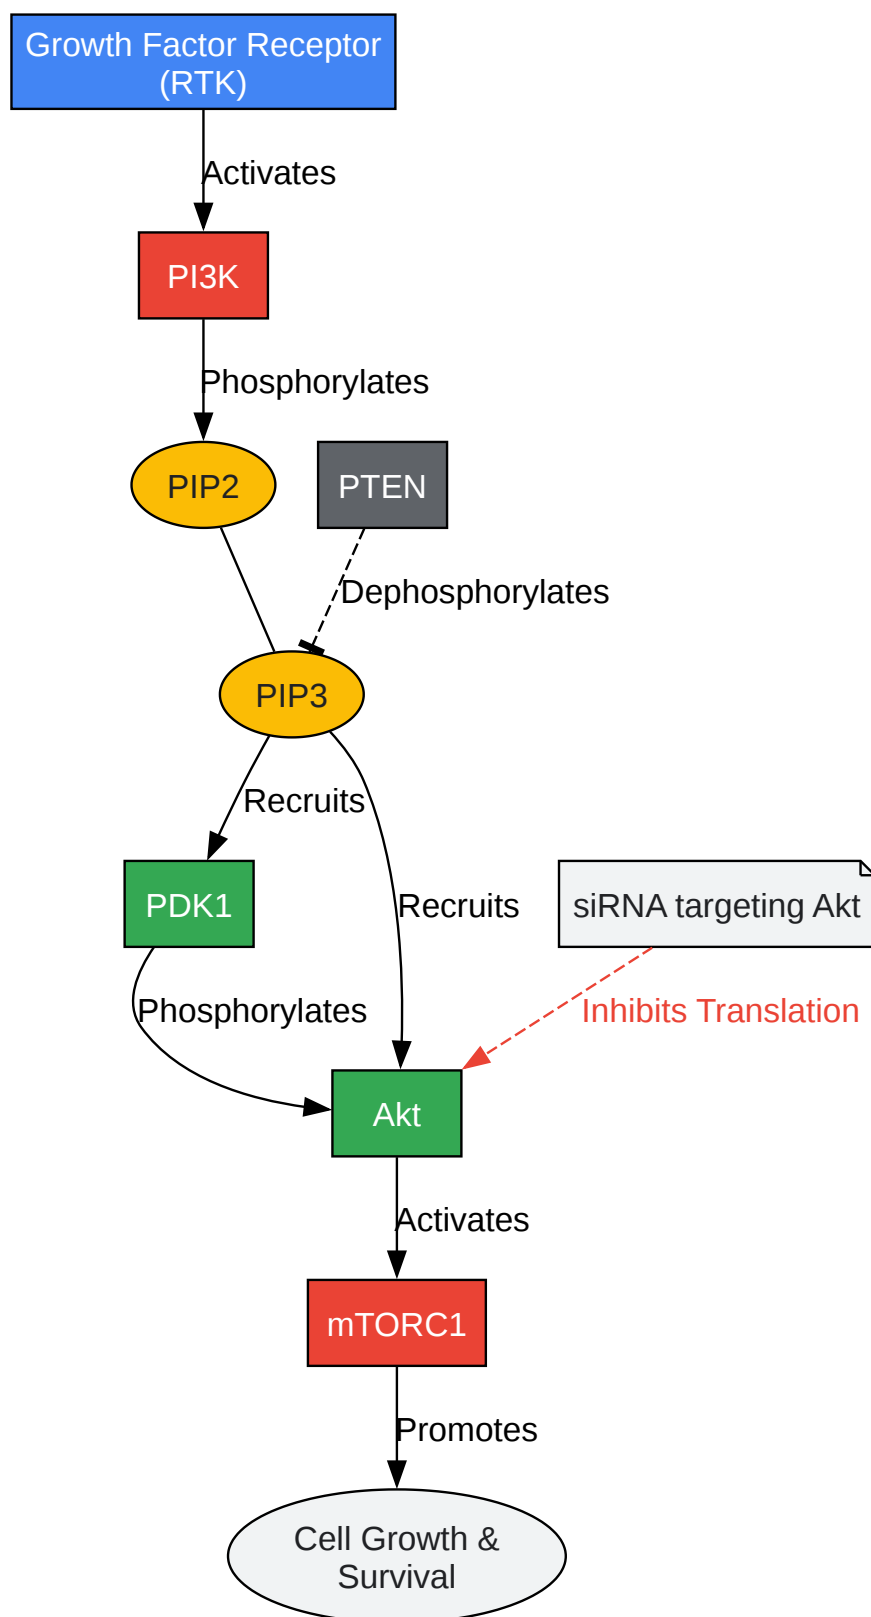 Growth Factor Receptor
(RTK)
Activates
PI3K
Phosphorylates
PIP2
PTEN
Dephosphorylates
PIP3
Recruits
PDK1
Recruits
siRNA targeting Akt
Phosphorylates
Inhibits Translation
Akt
Activates
mTORC1
Promotes
Cell Growth &
Survival